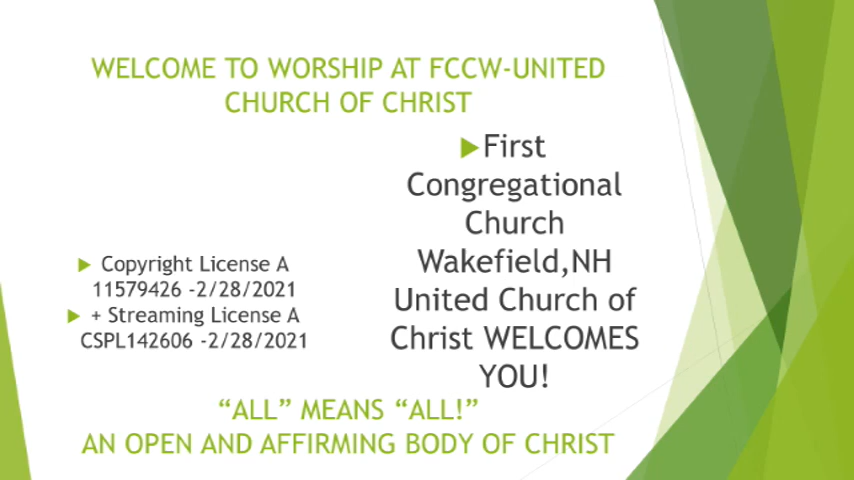 WELCOME TO WORSHIP AT FCCW-UNITED
CHURCH OF CHRIST
First
Congregational
Church
Wakefield,NH
United Church of
Christ WELCOMES
YOU!
Copyright License A
11579426 -2/28/2021
+ Streaming License A
CSPL142606 -2/28/2021
“ALL” MEANS “ALL!”
AN OPEN AND AFFIRMING BODY OF CHRIST